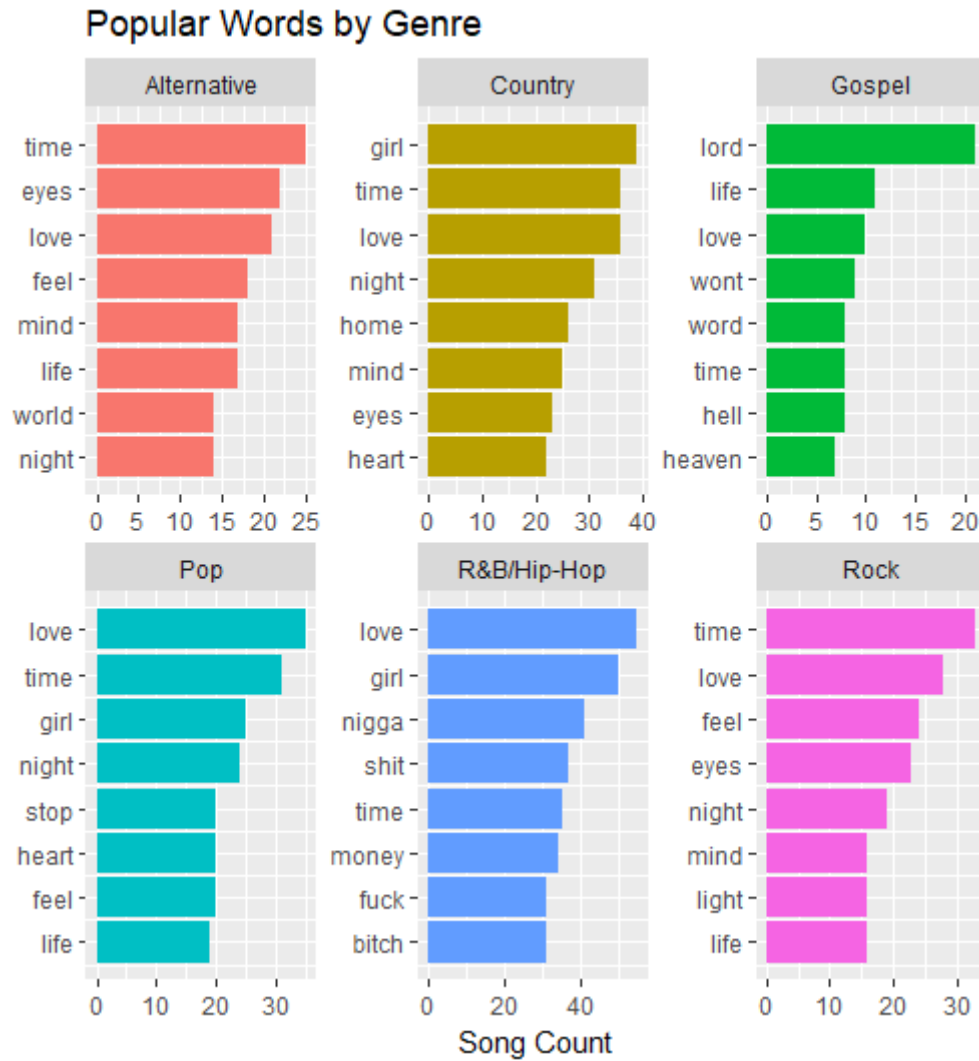 Popular Words by Genre
Alternative
time
eyes
love
feel
mind
life
world
night
0 5 10 15 20 25
Country
girl
time
love
night
home
mind
eyes
heart
0 10 20 30 40
Gospel
lord
life
love
wont
word
time
hell
heaven
0 5 10 15 20
Pop
love
time
girl
night
stop
heart
feel
life
0 10 20 30
R&B/Hip-Hop
love
girl
nigga
shit
time
money
fuck
bitch
0 20 40
Rock
time
love
feel
eyes
night
mind
light
life
0 10 20 30
Song Count